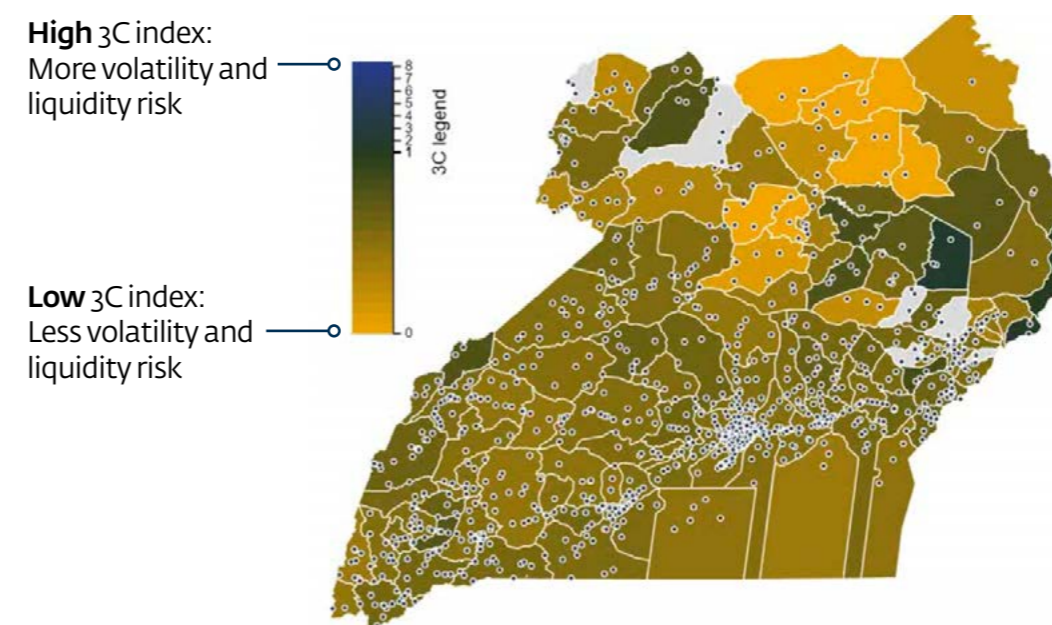 High 3C index:
More volatility and
liquidity risk
8
7
6
5
4
3
2
1
0
3C legend
Low 3C index:
Less volatility and
liquidity risk